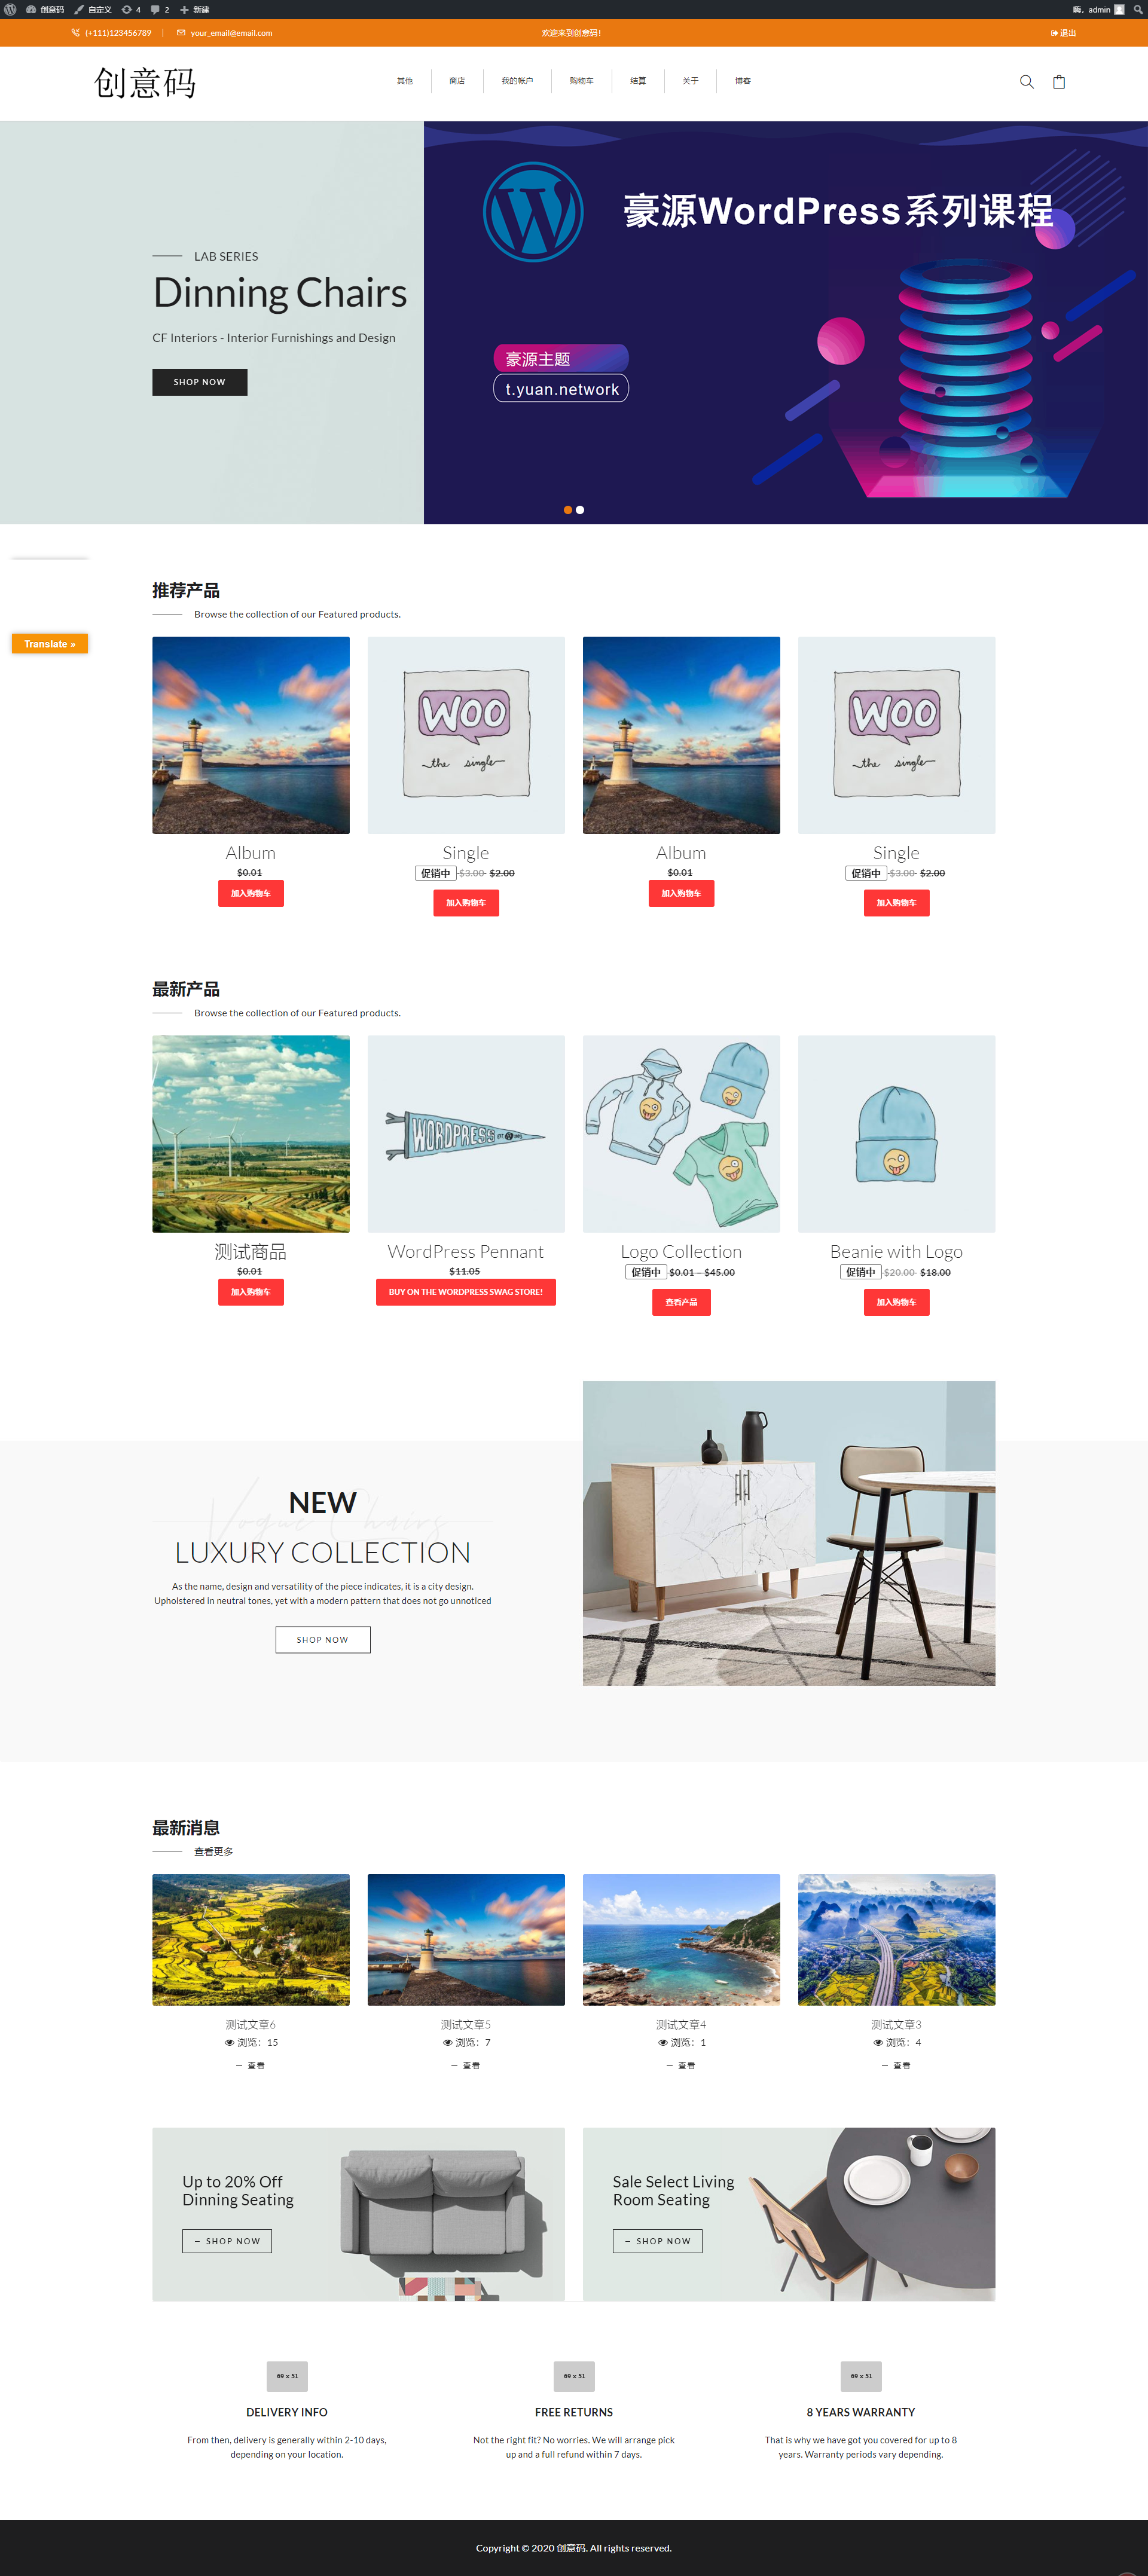 创意码 自定义 4 2 新建 嗨，admin
(+111)123456789 your_email@email.com 欢迎来到创意码! 退出
创意码 其他 商店 我的帐户 购物车 结算 关于 博客
豪源WordPress系列课程
LAB SERIES
Dinning Chairs
CF Interiors - Interior Furnishings and Design
SHOP NOW
豪源主题
t.yuan.network
推荐产品
Browse the collection of our Featured products.
Translate »
WOO the single WOO the single
Album Single Album Single
$0.01 促销中 $3.00 $2.00 $0.01 促销中 $3.00 $2.00
加入购物车 加入购物车 加入购物车 加入购物车
最新产品
Browse the collection of our Featured products.
WORDPRESS
测试商品 WordPress Pennant Logo Collection Beanie with Logo
$0.01 $11.05 促销中 $0.01 – $45.00 促销中 $20.00 $18.00
加入购物车 BUY ON THE WORDPRESS SWAG STORE! 查看产品 加入购物车
NEW
Vogue Chairs
LUXURY COLLECTION
As the name, design and versatility of the piece indicates, it is a city design.
Upholstered in neutral tones, yet with a modern pattern that does not go unnoticed
SHOP NOW
最新消息
查看更多
测试文章6 测试文章5 测试文章4 测试文章3
浏览：15 浏览：7 浏览：1 浏览：4
— 查看 — 查看 — 查看 — 查看
Up to 20% Off
Dinning Seating
— SHOP NOW
Sale Select Living
Room Seating
— SHOP NOW
69 x 51 69 x 51 69 x 51
DELIVERY INFO FREE RETURNS 8 YEARS WARRANTY
From then, delivery is generally within 2-10 days, Not the right fit? No worries. We will arrange pick That is why we have got you covered for up to 8
depending on your location. up and a full refund within 7 days. years. Warranty periods vary depending.
Copyright © 2020 创意码. All rights reserved.